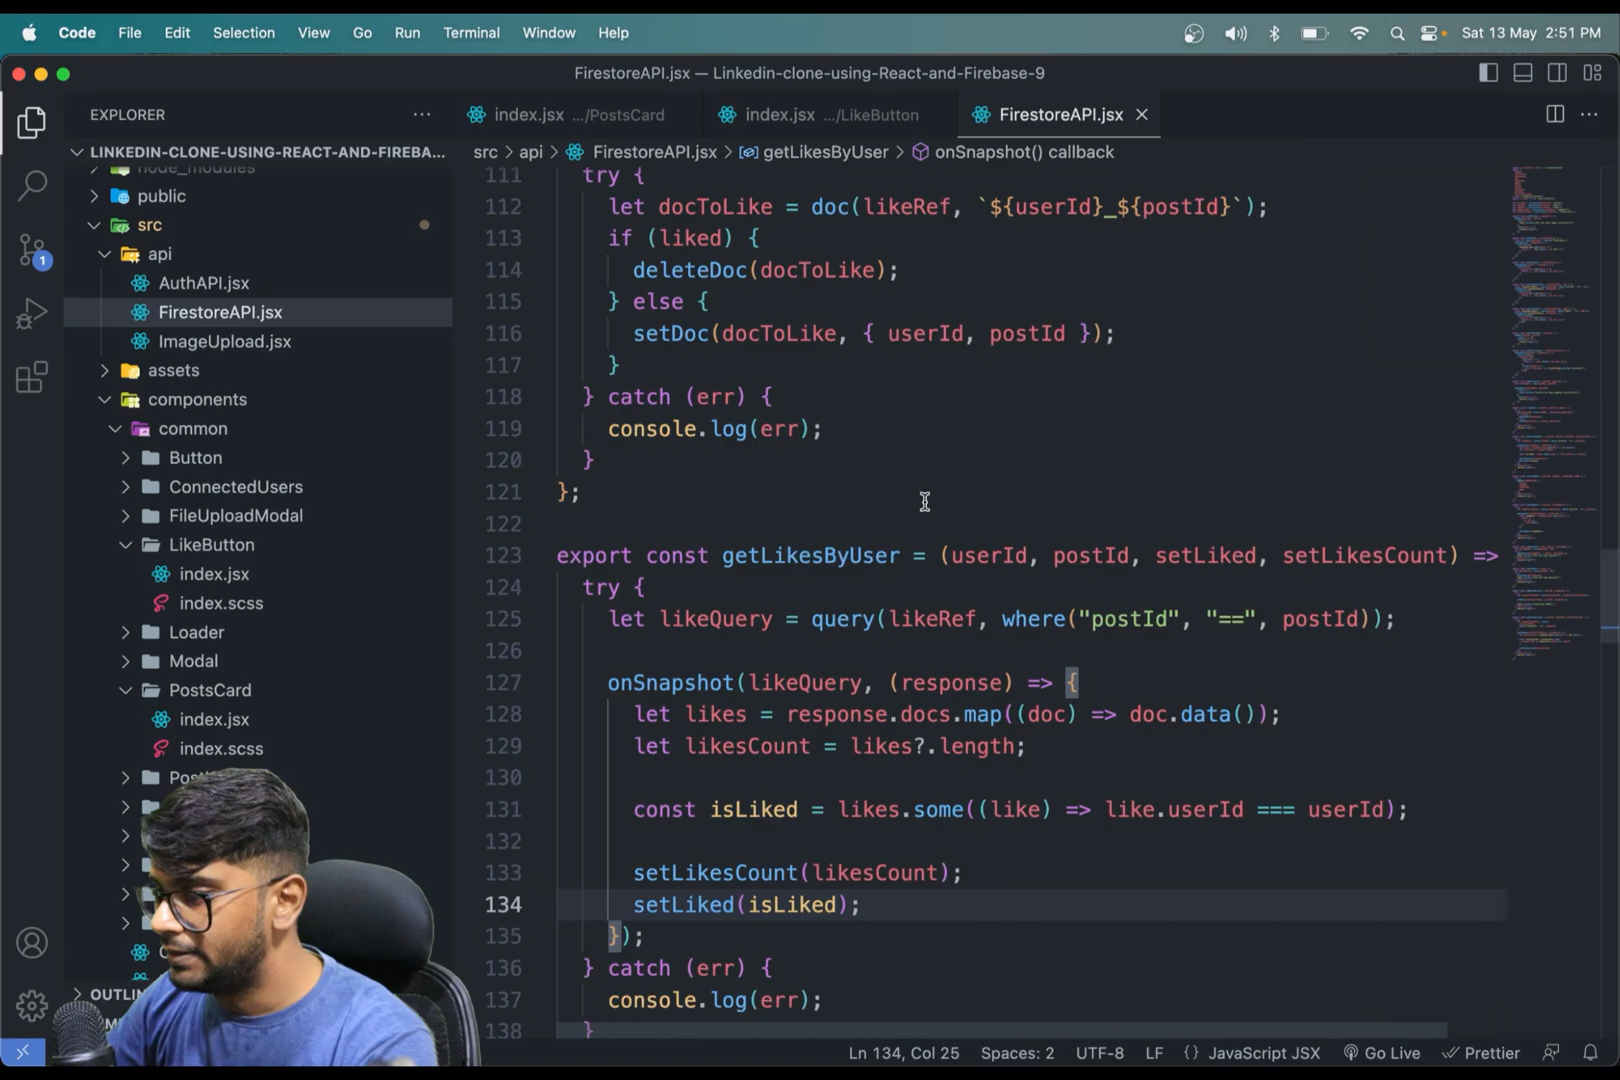 Code File Edit Selection View Go Run Terminal Window Help Sat 13 May 2:51 PM
FirestoreAPI.jsx — Linkedin-clone-using-React-and-Firebase-9
EXPLORER
index.jsx .../PostsCard index.jsx .../LikeButton FirestoreAPI.jsx
LINKEDIN-CLONE-USING-REACT-AND-FIREBA...
src > api > FirestoreAPI.jsx > getLikesByUser > onSnapshot() callback
node_modules
public
src
api
AuthAPI.jsx
FirestoreAPI.jsx
ImageUpload.jsx
assets
components
common
Button
ConnectedUsers
FileUploadModal
LikeButton
index.jsx
index.scss
Loader
Modal
PostsCard
index.jsx
index.scss
OUTLIN
1
111 try {
112 let docToLike = doc(likeRef, `${userId}_${postId}`);
113 if (liked) {
114 deleteDoc(docToLike);
115 } else {
116 setDoc(docToLike, { userId, postId });
117 }
118 } catch (err) {
119 console.log(err);
120 }
121 };
122
123 export const getLikesByUser = (userId, postId, setLiked, setLikesCount) =>
124 try {
125 let likeQuery = query(likeRef, where("postId", "==", postId));
126
127 onSnapshot(likeQuery, (response) => {
128 let likes = response.docs.map((doc) => doc.data());
129 let likesCount = likes?.length;
130
131 const isLiked = likes.some((like) => like.userId === userId);
132
133 setLikesCount(likesCount);
134 setLiked(isLiked);
135 });
136 } catch (err) {
137 console.log(err);
138 }
Ln 134, Col 25 Spaces: 2 UTF-8 LF {} JavaScript JSX Go Live Prettier